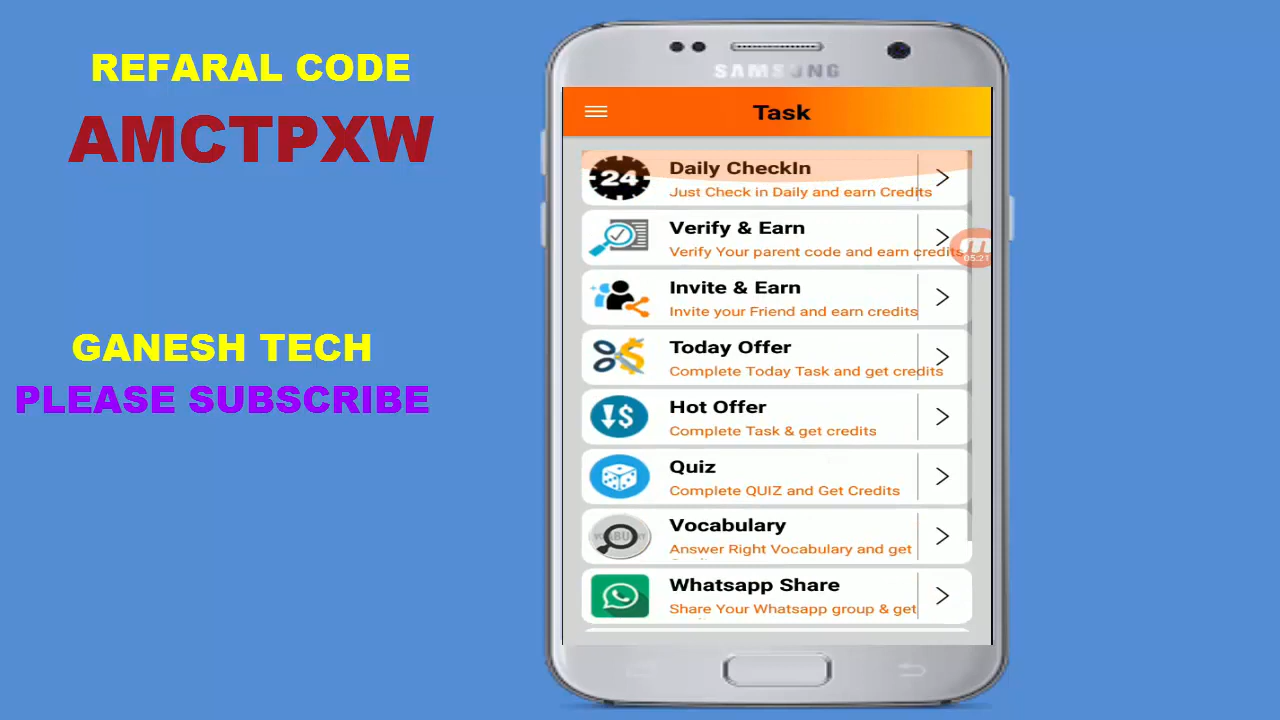 REFARAL CODE
AMCTPXW
GANESH TECH
PLEASE SUBSCRIBE
SAMSUNG
Task
24
Daily CheckIn
Just Check in Daily and earn Credits
Verify & Earn
Verify Your parent code and earn credits
05:21
Invite & Earn
Invite your Friend and earn credits
Today Offer
Complete Today Task and get credits
Hot Offer
Complete Task & get credits
Quiz
Complete QUIZ and Get Credits
Vocabulary
Answer Right Vocabulary and get
Whatsapp Share
Share Your Whatsapp group & get